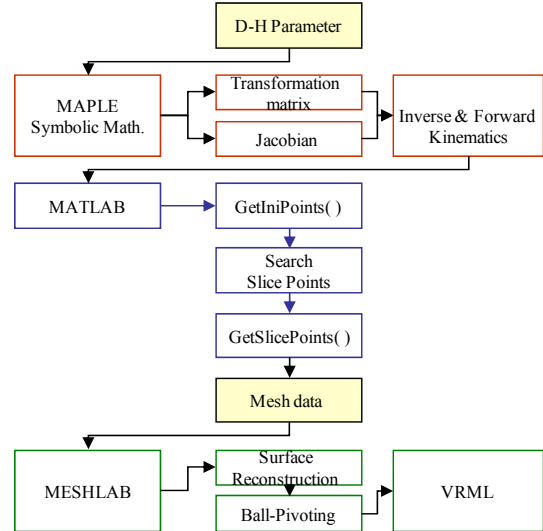 D-H Parameter
MAPLE
Symbolic Math.
Transformation
matrix
Jacobian
Inverse & Forward
Kinematics
MATLAB
GetIniPoints( )
Search
Slice Points
GetSlicePoints( )
Mesh data
MESHLAB
Surface
Reconstruction
Ball-Pivoting
VRML